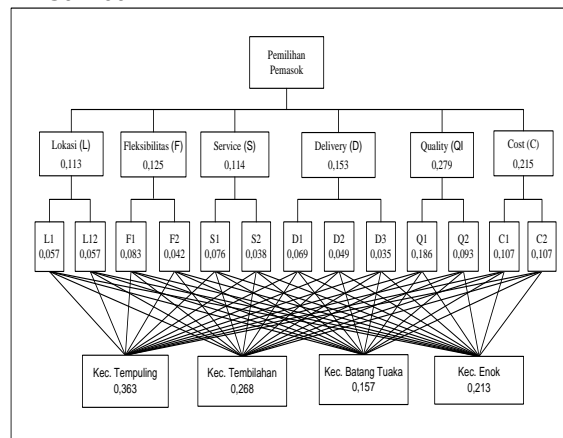 Pemilihan
Pemasok
Lokasi (L)
0,113
Fleksibilitas (F)
0,125
Service (S)
0,114
Delivery (D)
0,153
Quality (Ql
0,279
Cost (C)
0,215
L1
0,057
L12
0,057
F1
0,083
F2
0,042
S1
0,076
S2
0,038
D1
0,069
D2
0,049
D3
0,035
Q1
0,186
Q2
0,093
C1
0,107
C2
0,107
Kec. Tempuling
0,363
Kec. Tembilahan
0,268
Kec. Batang Tuaka
0,157
Kec. Enok
0,213